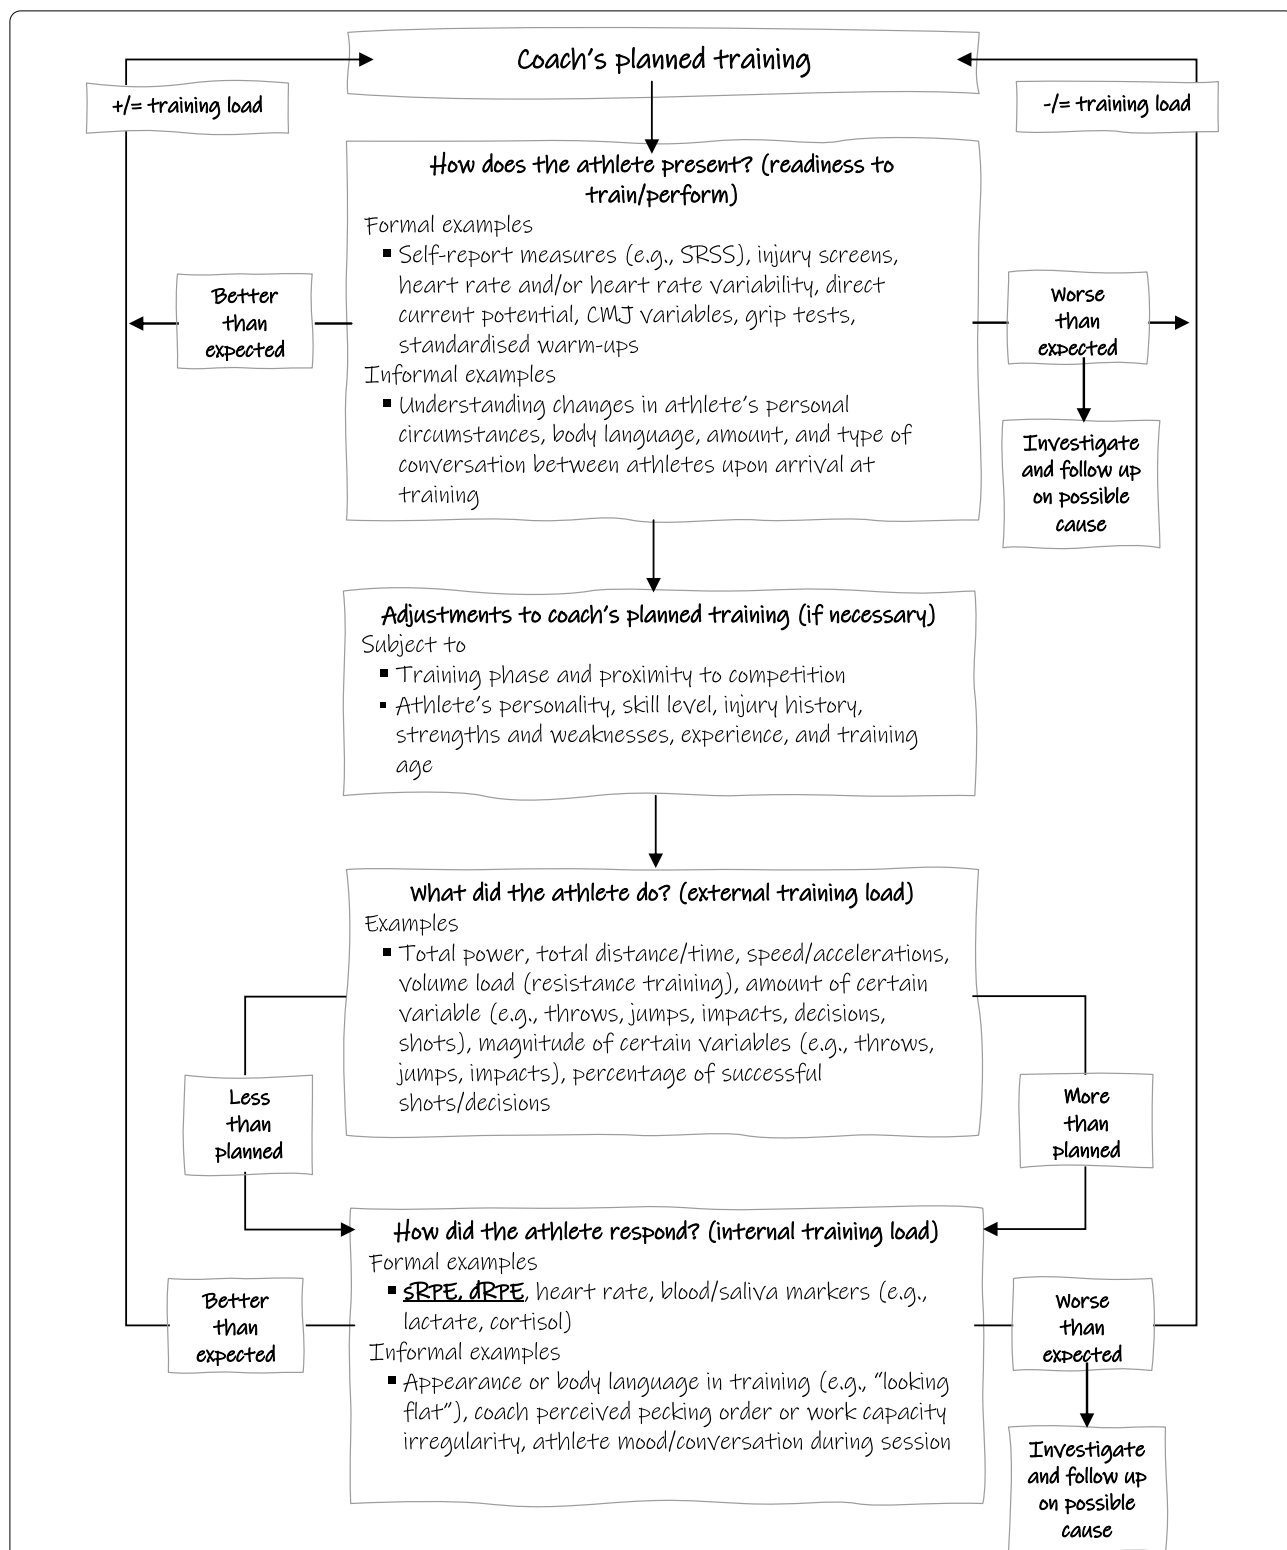 Coach's planned training
+/= training load
-/= training load
How does the athlete present? (readiness to
train/perform)
Formal examples
▪ Self-report measures (e.g., SRSS), injury screens,
heart rate and/or heart rate variability, direct
current potential, CMJ variables, grip tests,
standardised warm-ups
Informal examples
▪ Understanding changes in athlete's personal
circumstances, body language, amount, and type of
conversation between athletes upon arrival at
training
Better
than
expected
Worse
than
expected
Investigate
and follow up
on possible
cause
Adjustments to coach's planned training (if necessary)
Subject to
▪ Training phase and proximity to competition
▪ Athlete's personality, skill level, injury history,
strengths and weaknesses, experience, and training
age
What did the athlete do? (external training load)
Examples
▪ Total power, total distance/time, speed/accelerations,
volume load (resistance training), amount of certain
variable (e.g., throws, jumps, impacts, decisions,
shots), magnitude of certain variables (e.g., throws,
jumps, impacts), percentage of successful
shots/decisions
Less
than
planned
More
than
planned
How did the athlete respond? (internal training load)
Formal examples
▪ sRPE, dRPE, heart rate, blood/saliva markers (e.g.,
lactate, cortisol)
Informal examples
▪ Appearance or body language in training (e.g., "looking
flat"), coach perceived pecking order or work capacity
irregularity, athlete mood/conversation during session
Better
than
expected
Worse
than
expected
Investigate
and follow up
on possible
cause